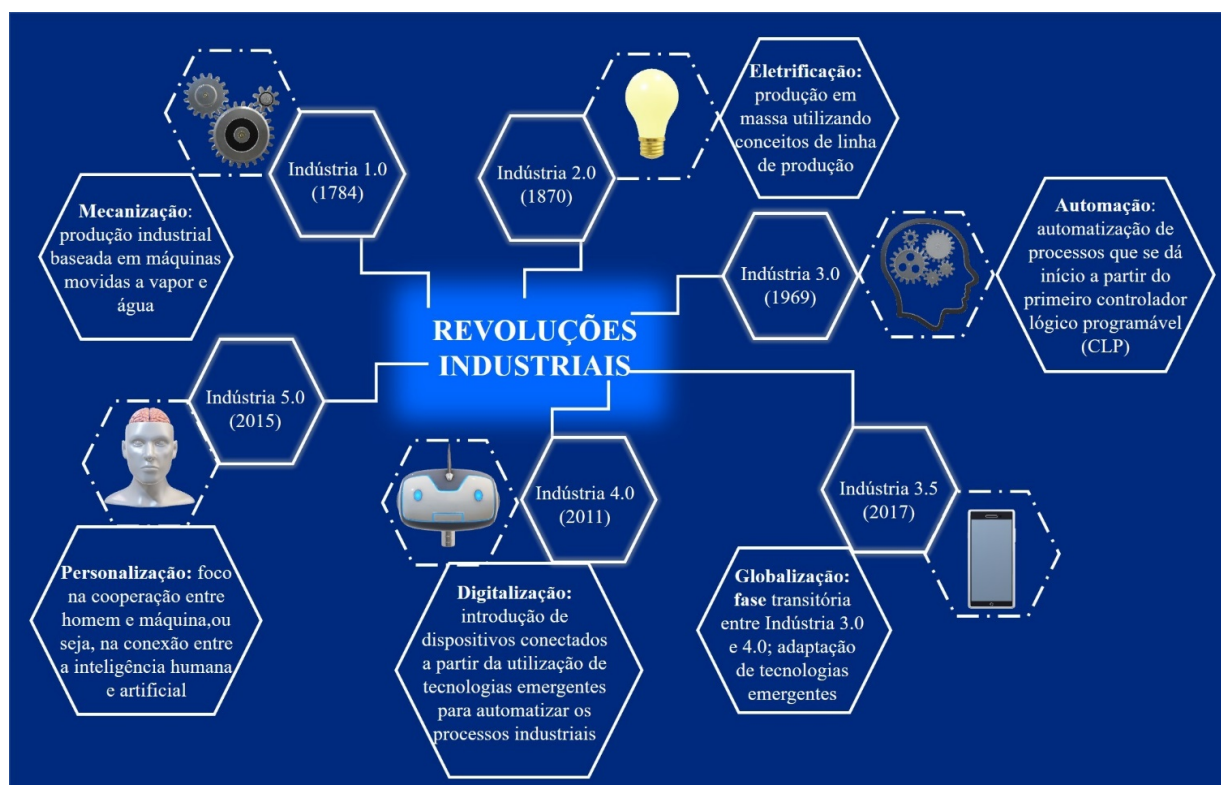 REVOLUÇÕES
INDUSTRIAIS
Indústria 1.0
(1784)
Mecanização:
produção industrial
baseada em máquinas
movidas a vapor e
água
Indústria 2.0
(1870)
Eletrificação:
produção em
massa utilizando
conceitos de linha
de produção
Indústria 3.0
(1969)
Automação:
automatização de
processos que se dá
início a partir do
primeiro controlador
lógico programável
(CLP)
Indústria 3.5
(2017)
Globalização:
fase transitória
entre Indústria 3.0
e 4.0; adaptação
de tecnologias
emergentes
Indústria 4.0
(2011)
Digitalização:
introdução de
dispositivos conectados
a partir da utilização de
tecnologias emergentes
para automatizar os
processos industriais
Indústria 5.0
(2015)
Personalização: foco
na cooperação entre
homem e máquina,ou
seja, na conexão entre
a inteligência humana
e artificial